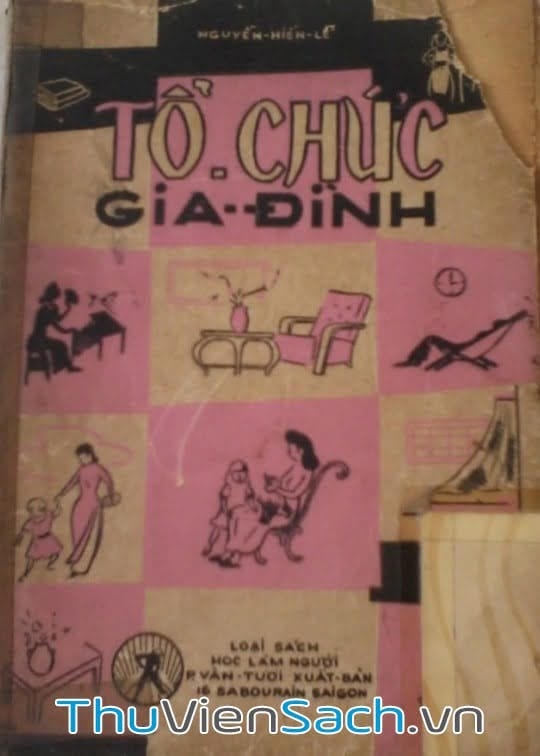 NGUYỄN-HIẾN-LÊ
TỔ-CHỨC
GIA-ĐÌNH
LOẠI SÁCH
HỌC LÀM NGƯỜI
P. VĂN-TƯƠI XUẤT-BẢN
16 SABOURAIN SAIGON
ThuVienSach.vn